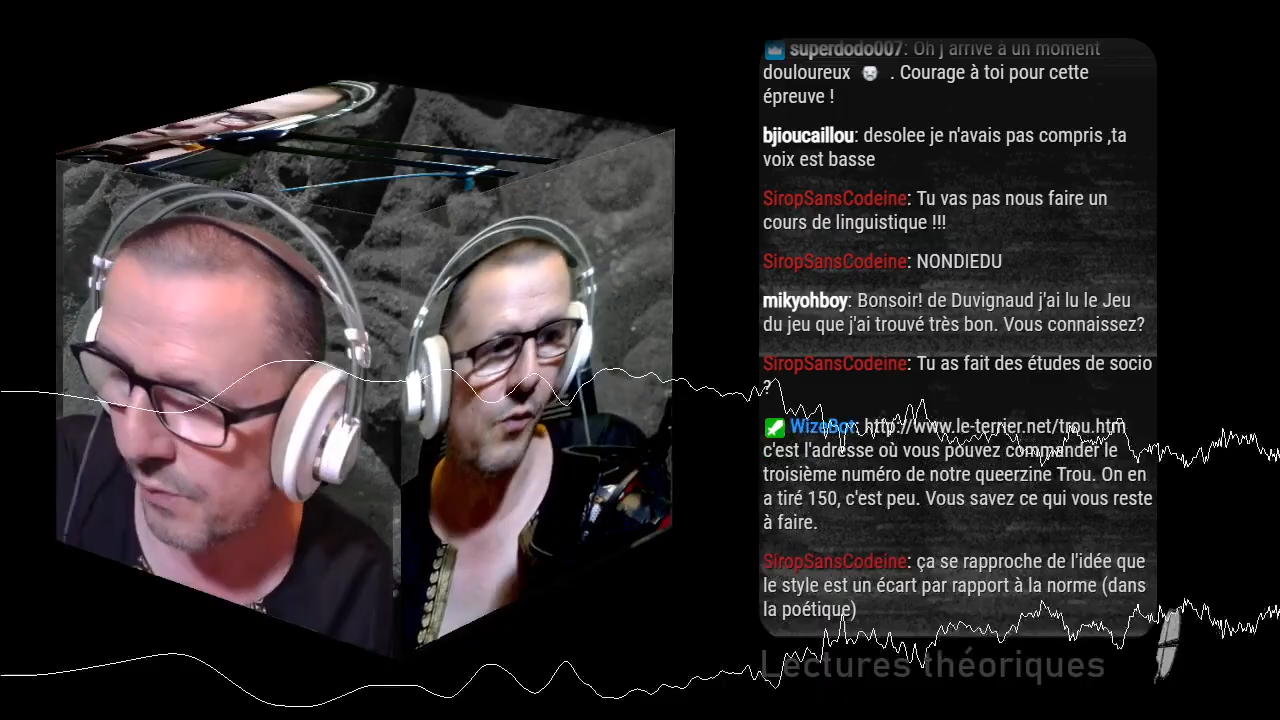 superdodo007: Oh j arrive à un moment
douloureux . Courage à toi pour cette
épreuve !
bjioucaillou: desolee je n'avais pas compris ,ta
voix est basse
SiropSansCodeine: Tu vas pas nous faire un
cours de linguistique !!!
SiropSansCodeine: NONDIEDU
mikyohboy: Bonsoir! de Duvignaud j'ai lu le Jeu
du jeu que j'ai trouvé très bon. Vous connaissez?
SiropSansCodeine: Tu as fait des études de socio
?
WizeBot: http://www.le-terrier.net/trou.htm
c'est l'adresse où vous pouvez commander le
troisième numéro de notre queerzine Trou. On en
a tiré 150, c'est peu. Vous savez ce qui vous reste
à faire.
SiropSansCodeine: ça se rapproche de l'idée que
le style est un écart par rapport à la norme (dans
la poétique)
Lectures théoriques